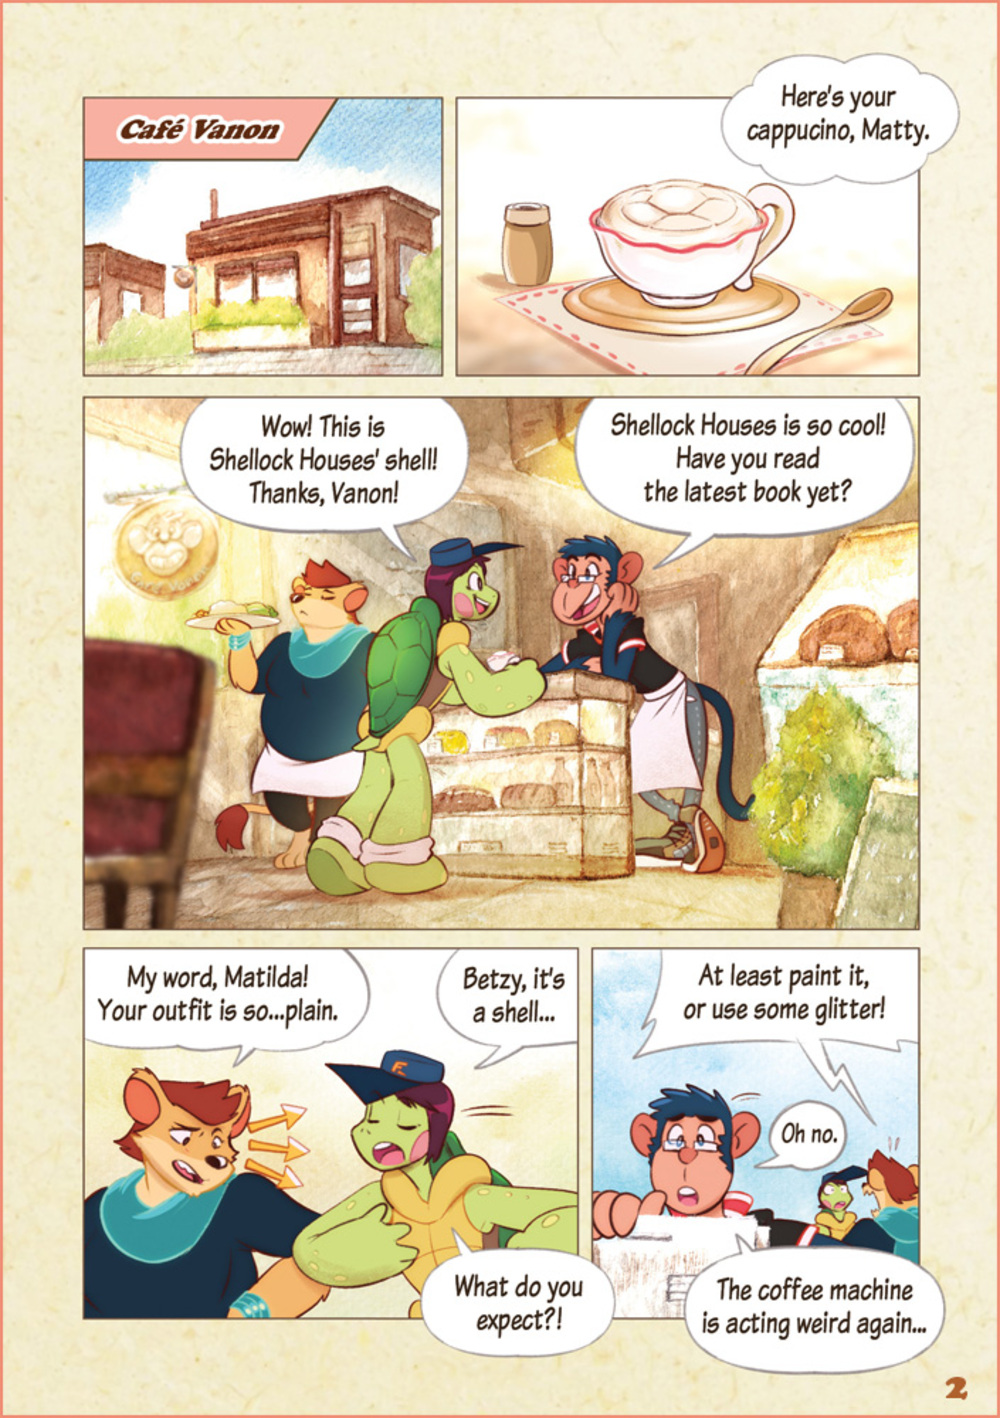 Café Vanon
Here's your
cappucino, Matty.
Wow! This is
Shellock Houses' shell!
Thanks, Vanon!
Shellock Houses is so cool!
Have you read
the latest book yet?
My word, Matilda!
Your outfit is so...plain.
Betzy, it's
a shell...
What do you
expect?!
At least paint it,
or use some glitter!
Oh no.
The coffee machine
is acting weird again...
2